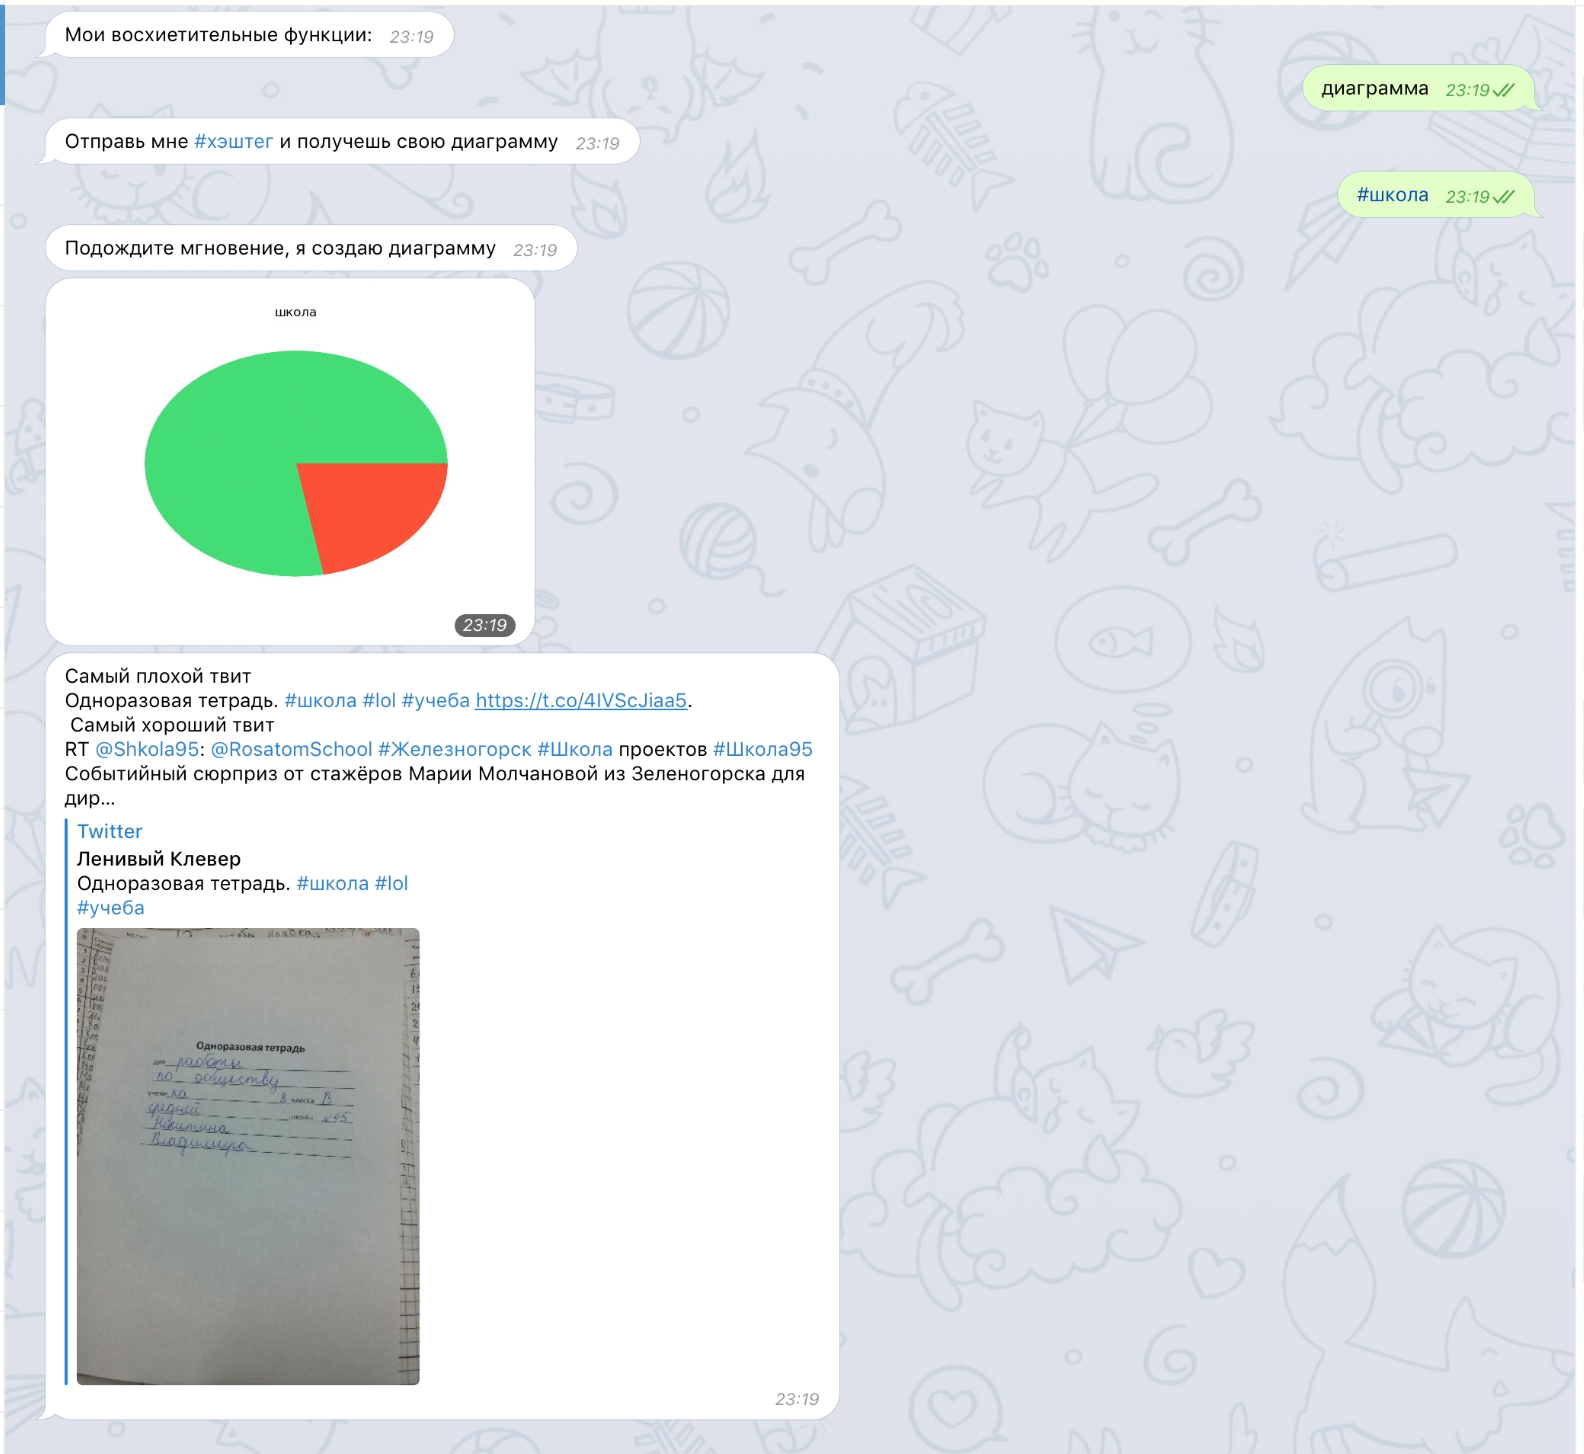 Мои восхиетительные функции: 23:19
диаграмма 23:19
Отправь мне #хэштег и получешь свою диаграмму 23:19
#школа 23:19
Подождите мгновение, я создаю диаграмму 23:19
школа
23:19
Самый плохой твит
Одноразовая тетрадь. #школа #lol #учеба https://t.co/4IVScJiaa5.
Самый хороший твит
RT @Shkola95: @RosatomSchool #Железногорск #Школа проектов #Школа95
Событийный сюрприз от стажёров Марии Молчановой из Зеленогорска для
дир...
Twitter
Ленивый Клевер
Одноразовая тетрадь. #школа #lol
#учеба
Одноразовая тетрадь
для работы
по обществу
ученика 8 класса В
средней школы №95
Никитина
Владимира
23:19